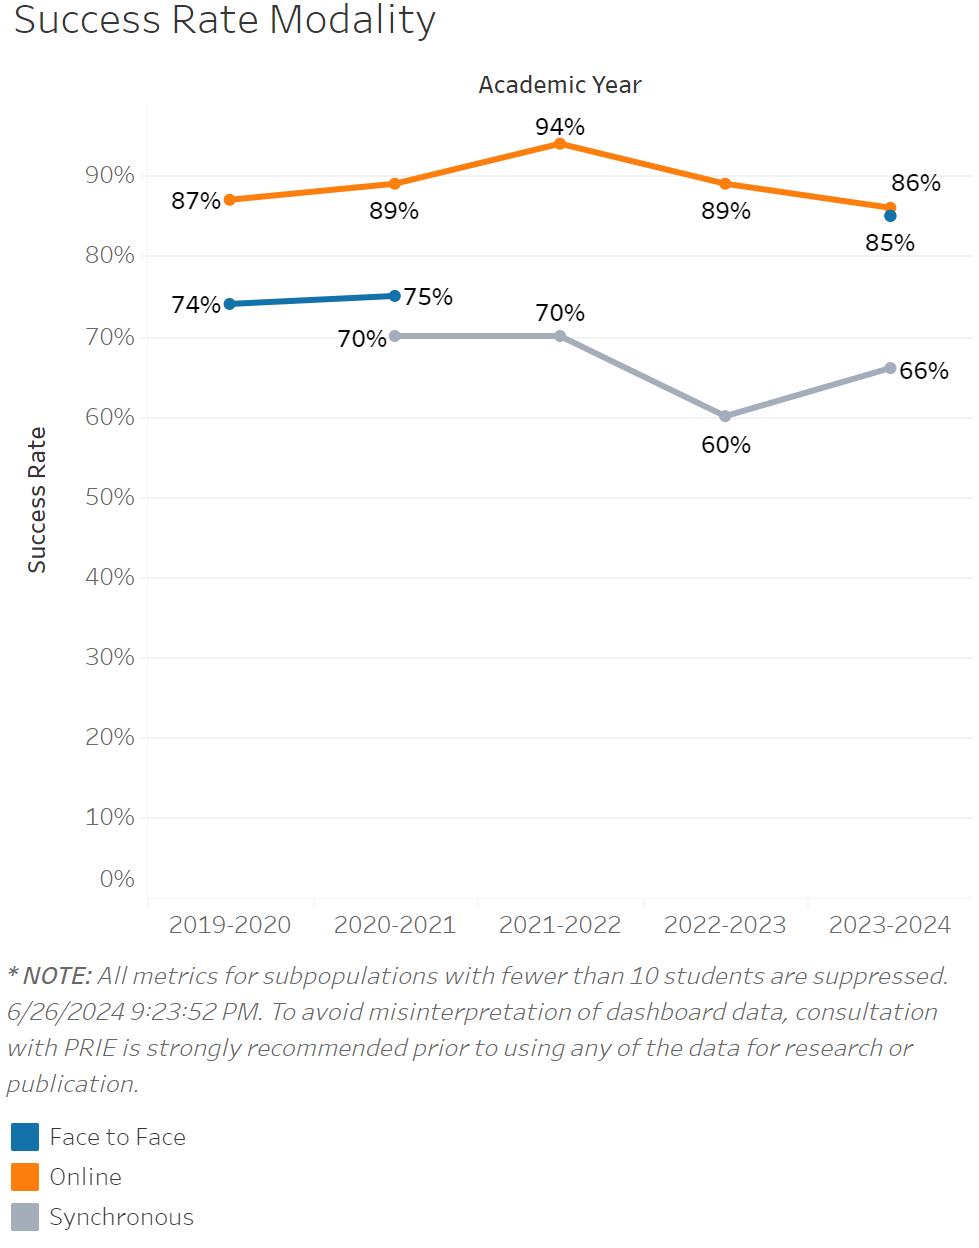 Success Rate Modality
Academic Year
94%
90%
86%
87%
89%
89%
85%
80%
74%
75%
70%
70%
70%
66%
60%
60%
Success Rate
50%
40%
30%
20%
10%
0%
2019-2020 2020-2021 2021-2022 2022-2023 2023-2024
* NOTE: All metrics for subpopulations with fewer than 10 students are suppressed.
6/26/2024 9:23:52 PM. To avoid misinterpretation of dashboard data, consultation
with PRIE is strongly recommended prior to using any of the data for research or
publication.
Face to Face
Online
Synchronous